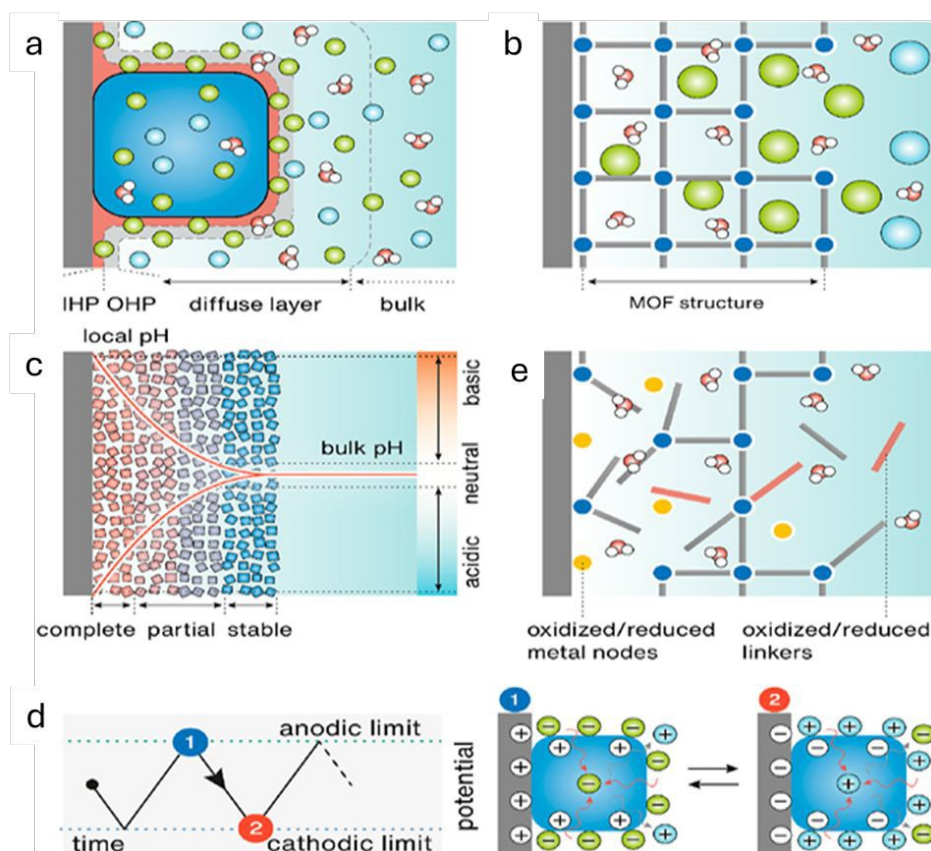 a
IHP OHP diffuse layer bulk
b
MOF structure
c
local pH
bulk pH
basic
neutral
acidic
complete partial stable
e
oxidized/reduced
metal nodes
oxidized/reduced
linkers
d
1
anodic limit
2
time
cathodic limit
potential
1
2
+ + + +
− − − −
+ +
−
+ +
− − − −
− − − −
+ + + +
− −
+
− −
+ + + +